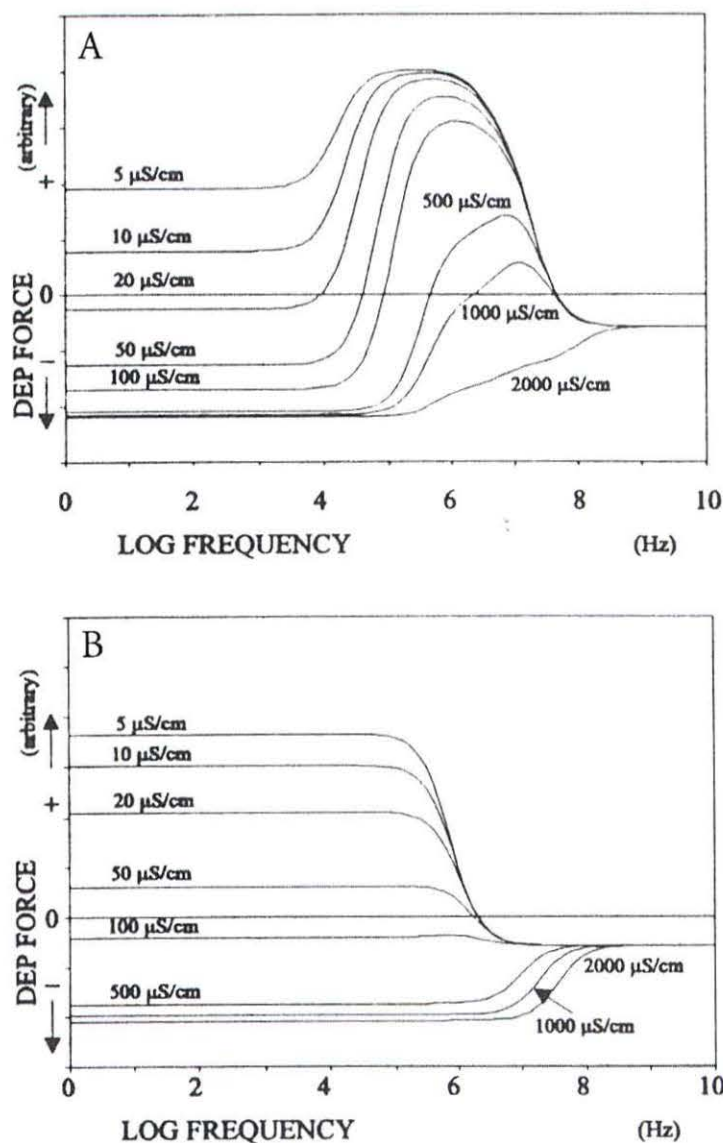 A
DEP FORCE (arbitrary)
+
0
−
5 μS/cm
10 μS/cm
20 μS/cm
50 μS/cm
100 μS/cm
500 μS/cm
1000 μS/cm
2000 μS/cm
0 2 4 6 8 10
LOG FREQUENCY (Hz)
B
DEP FORCE (arbitrary)
+
0
−
5 μS/cm
10 μS/cm
20 μS/cm
50 μS/cm
100 μS/cm
500 μS/cm
2000 μS/cm
1000 μS/cm
0 2 4 6 8 10
LOG FREQUENCY (Hz)